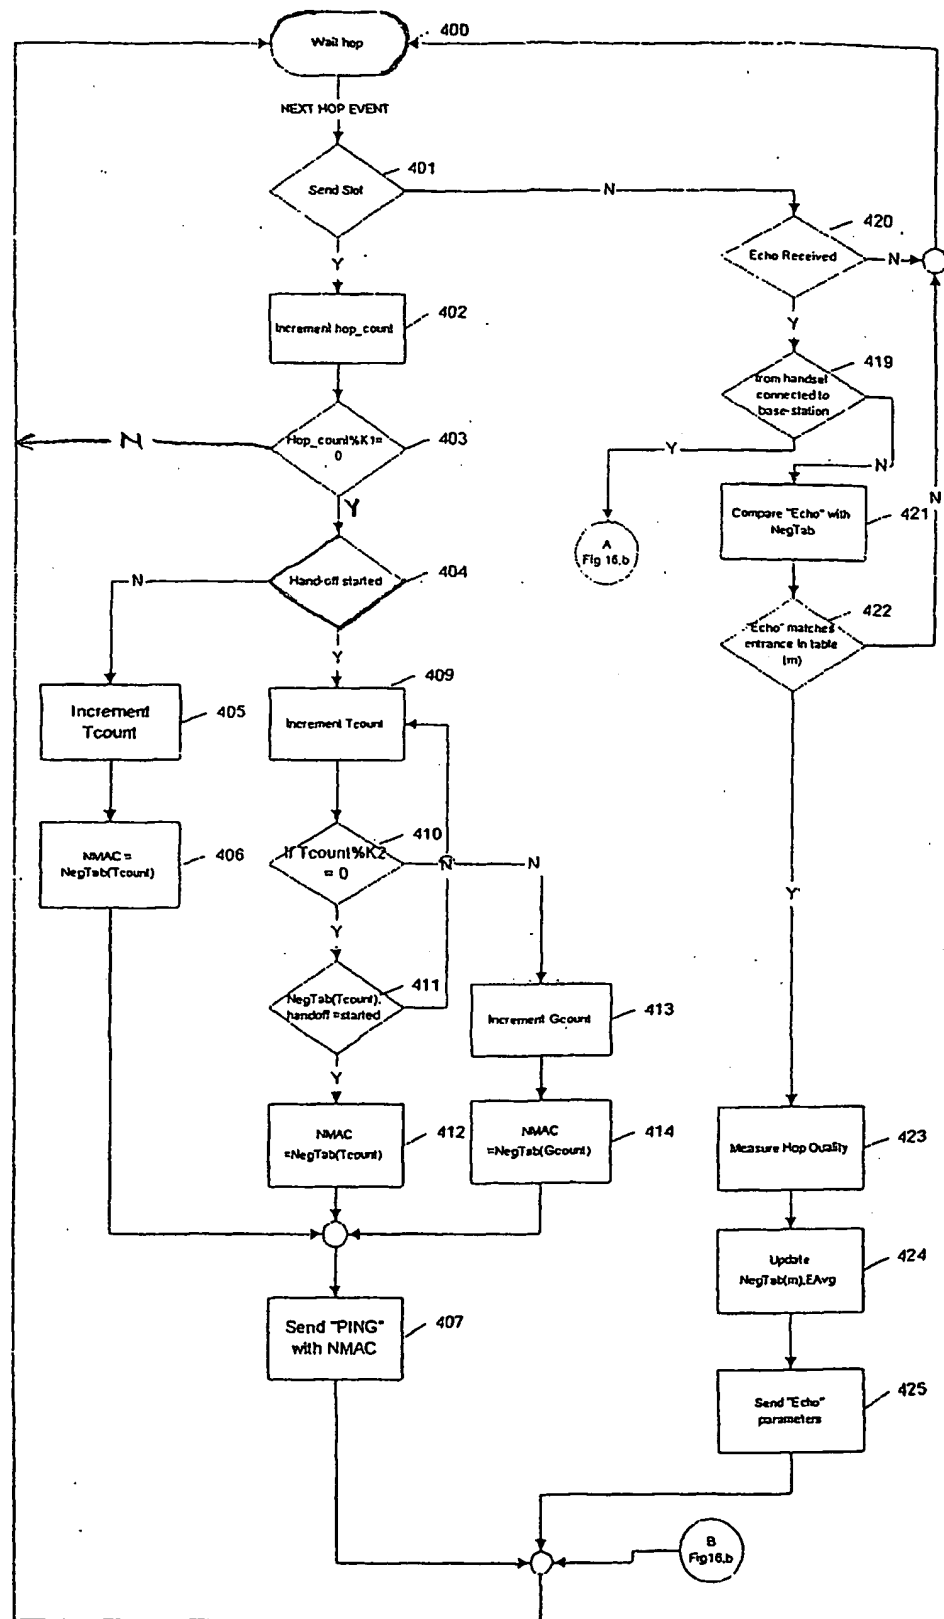 Wait hop
400
NEXT HOP EVENT
Send Slot
401
N
Y
Echo Received
420
N
Y
Increment hop_count
402
from handset
connected to
base-station
419
Y
N
Hop_count%K1=
0
403
N
Y
A
Fig 16,b
Compare "Echo" with
NegTab
421
N
Hand-off started
404
N
Y
"Echo" matches
entrance in table
(m)
422
Y
Increment
Tcount
405
Increment Tcount
409
NMAC =
NegTab(Tcount)
406
If Tcount%K2
= 0
410
N
N
Y
NegTab(Tcount).
handoff=started
411
Y
Increment Gcount
413
NMAC
=NegTab(Tcount)
412
NMAC
=NegTab(Gcount)
414
Measure Hop Quality
423
Update
NegTab(m).EAvg
424
Send "PING"
with NMAC
407
Send "Echo"
parameters
425
B
Fig16,b